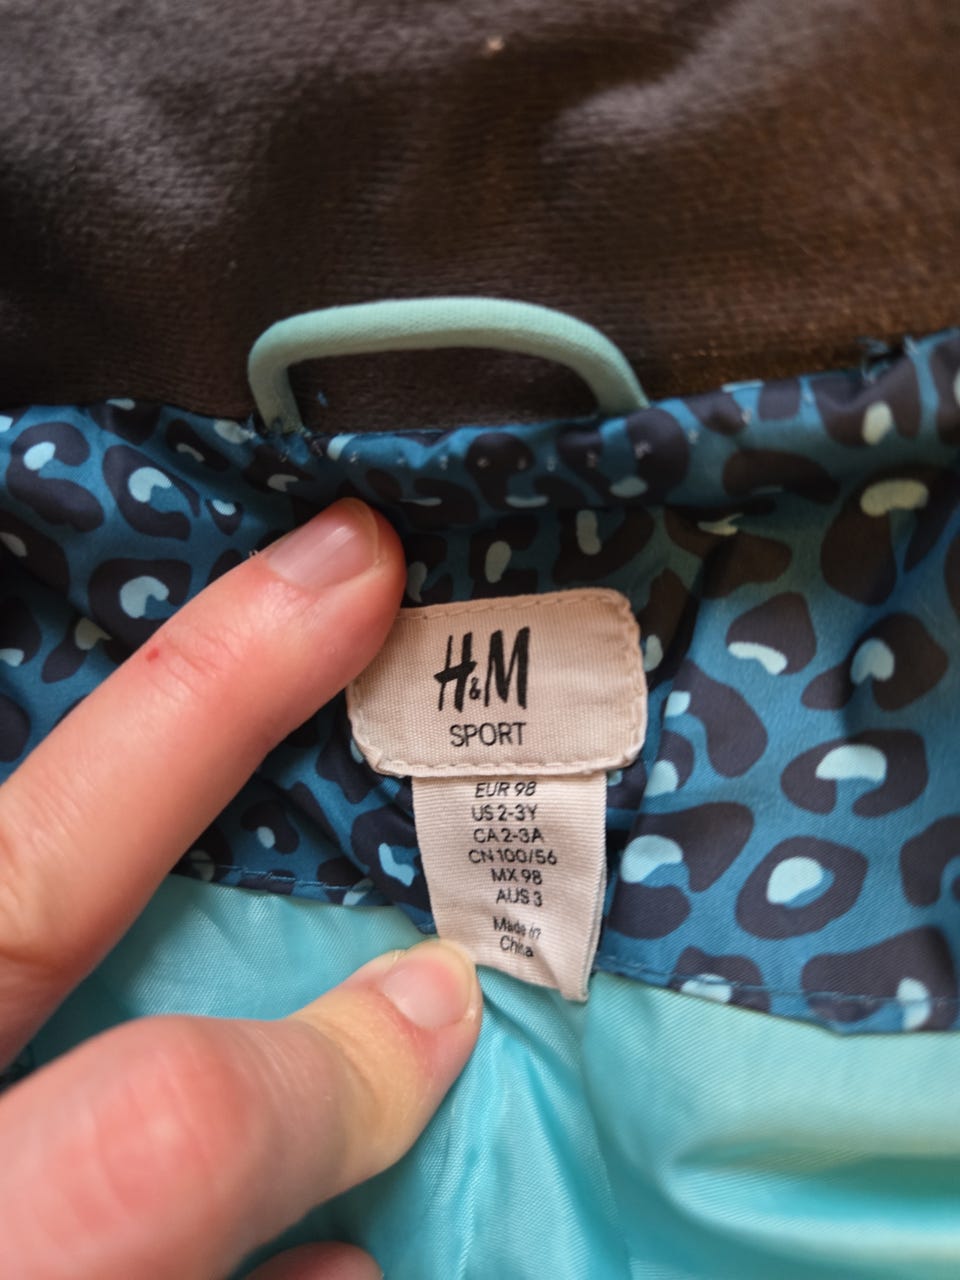 H&M
SPORT
EUR 98
US 2-3Y
CA 2-3A
CN 100/56
MX 98
AUS 3
Made in
China